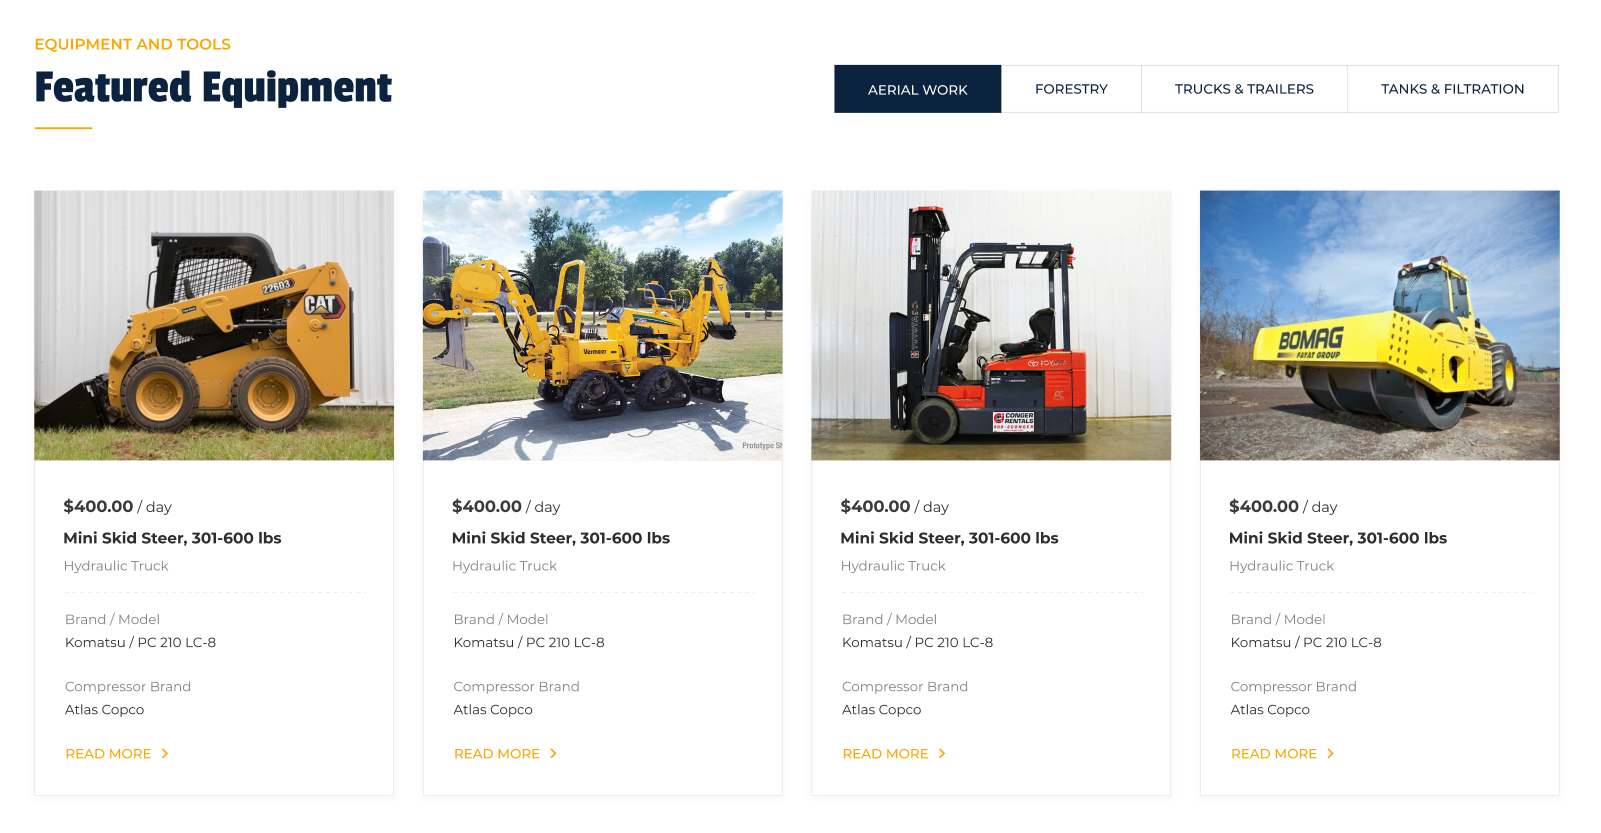 EQUIPMENT AND TOOLS
Featured Equipment
AERIAL WORK
FORESTRY
TRUCKS & TRAILERS
TANKS & FILTRATION
226D3
CAT
Vermeer
Prototype Sh
TOYOTA
TOYOTA
CONGER
RENTALS
BOMAG
FAYAT GROUP
$400.00 / day
Mini Skid Steer, 301-600 lbs
Hydraulic Truck
Brand / Model
Komatsu / PC 210 LC-8
Compressor Brand
Atlas Copco
READ MORE
$400.00 / day
Mini Skid Steer, 301-600 lbs
Hydraulic Truck
Brand / Model
Komatsu / PC 210 LC-8
Compressor Brand
Atlas Copco
READ MORE
$400.00 / day
Mini Skid Steer, 301-600 lbs
Hydraulic Truck
Brand / Model
Komatsu / PC 210 LC-8
Compressor Brand
Atlas Copco
READ MORE
$400.00 / day
Mini Skid Steer, 301-600 lbs
Hydraulic Truck
Brand / Model
Komatsu / PC 210 LC-8
Compressor Brand
Atlas Copco
READ MORE